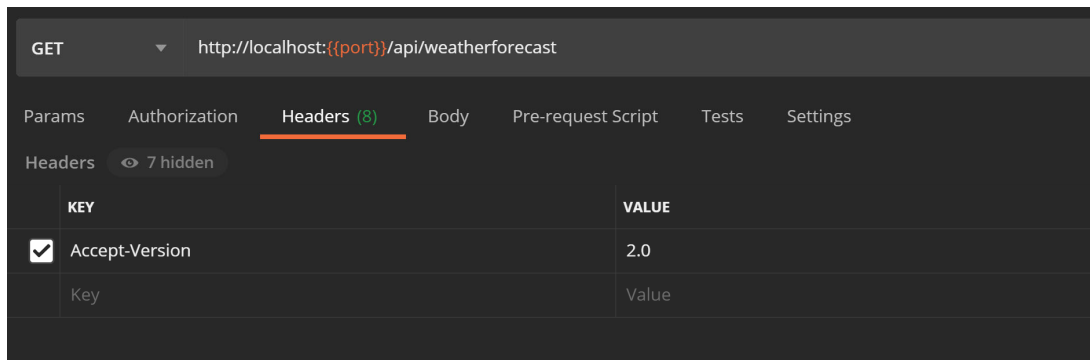 GET http://localhost:{{port}}/api/weatherforecast
Params Authorization Headers (8) Body Pre-request Script Tests Settings
Headers 7 hidden
KEY VALUE
Accept-Version 2.0
Key Value